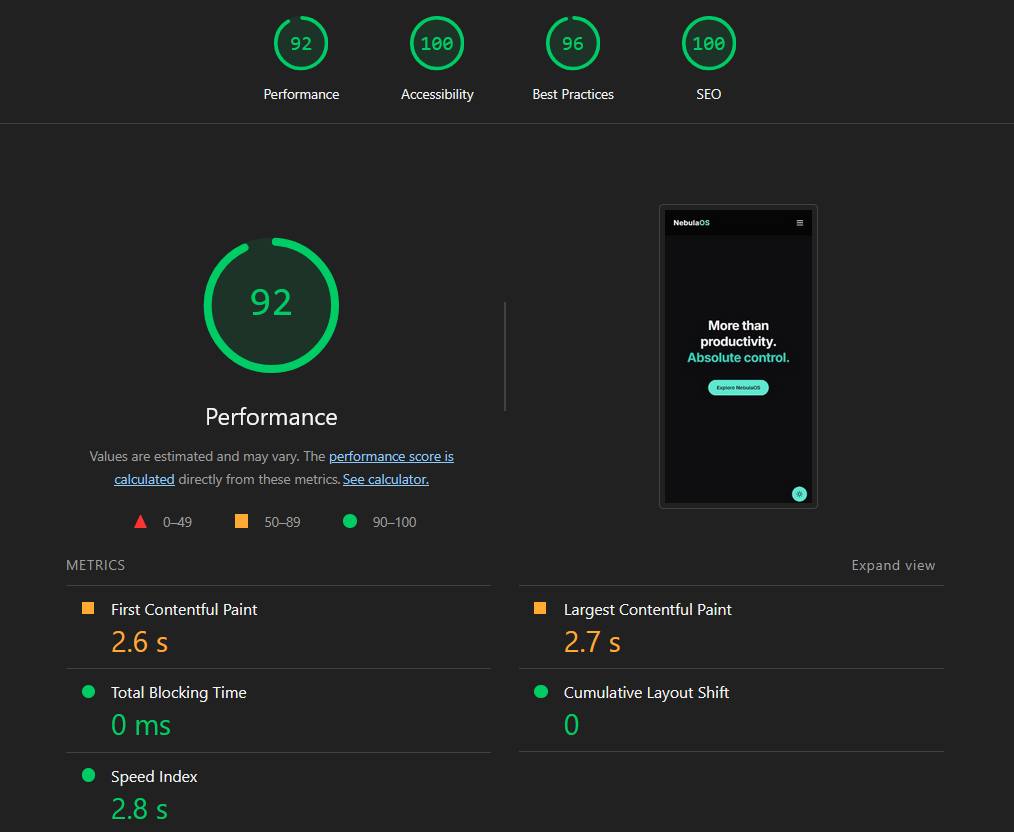 92
100
96
100
Performance
Accessibility
Best Practices
SEO
92
Performance
Values are estimated and may vary. The performance score is
calculated directly from these metrics. See calculator.
0–49
50–89
90–100
NebulaOS
More than
productivity.
Absolute control.
Explore NebulaOS
METRICS
Expand view
First Contentful Paint
2.6 s
Largest Contentful Paint
2.7 s
Total Blocking Time
0 ms
Cumulative Layout Shift
0
Speed Index
2.8 s